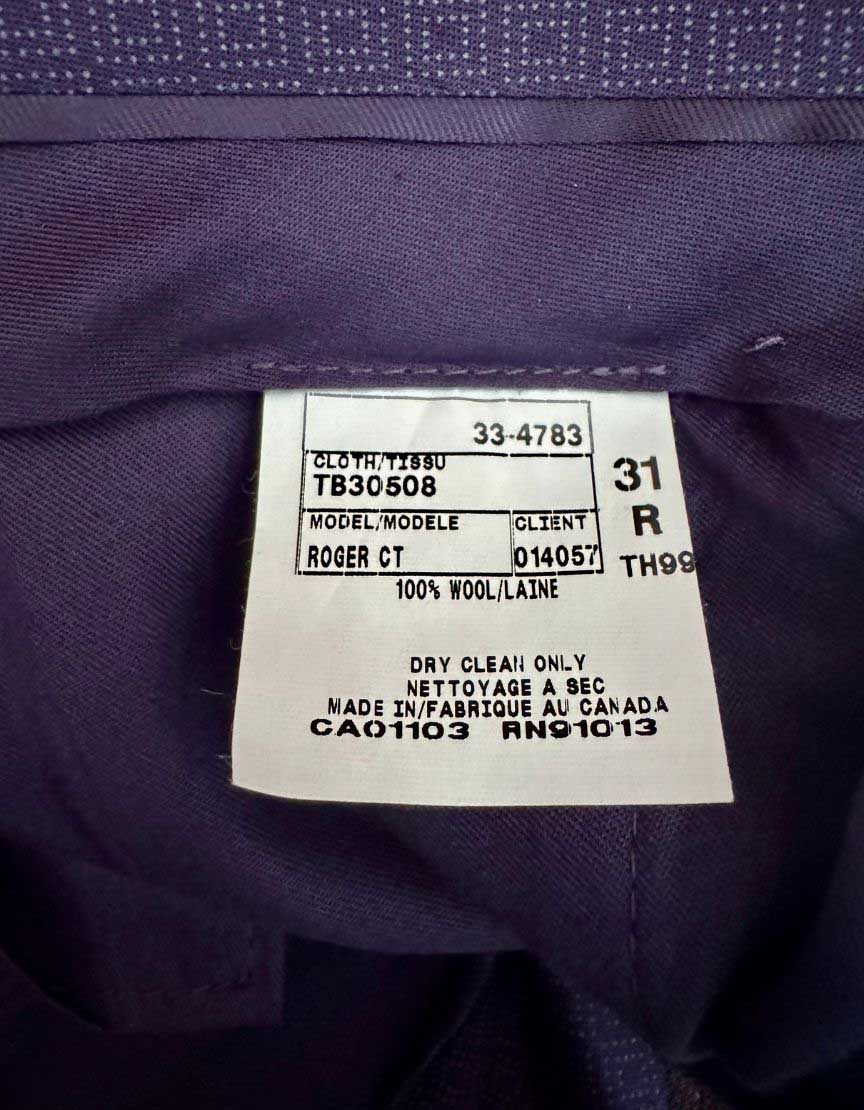 33-4783
CLOTH/TISSU
TB30508
31
R
MODEL/MODELE CLIENT
ROGER CT 014057
TH99
100% WOOL/LAINE
DRY CLEAN ONLY
NETTOYAGE A SEC
MADE IN/FABRIQUE AU CANADA
CA01103 RN91013